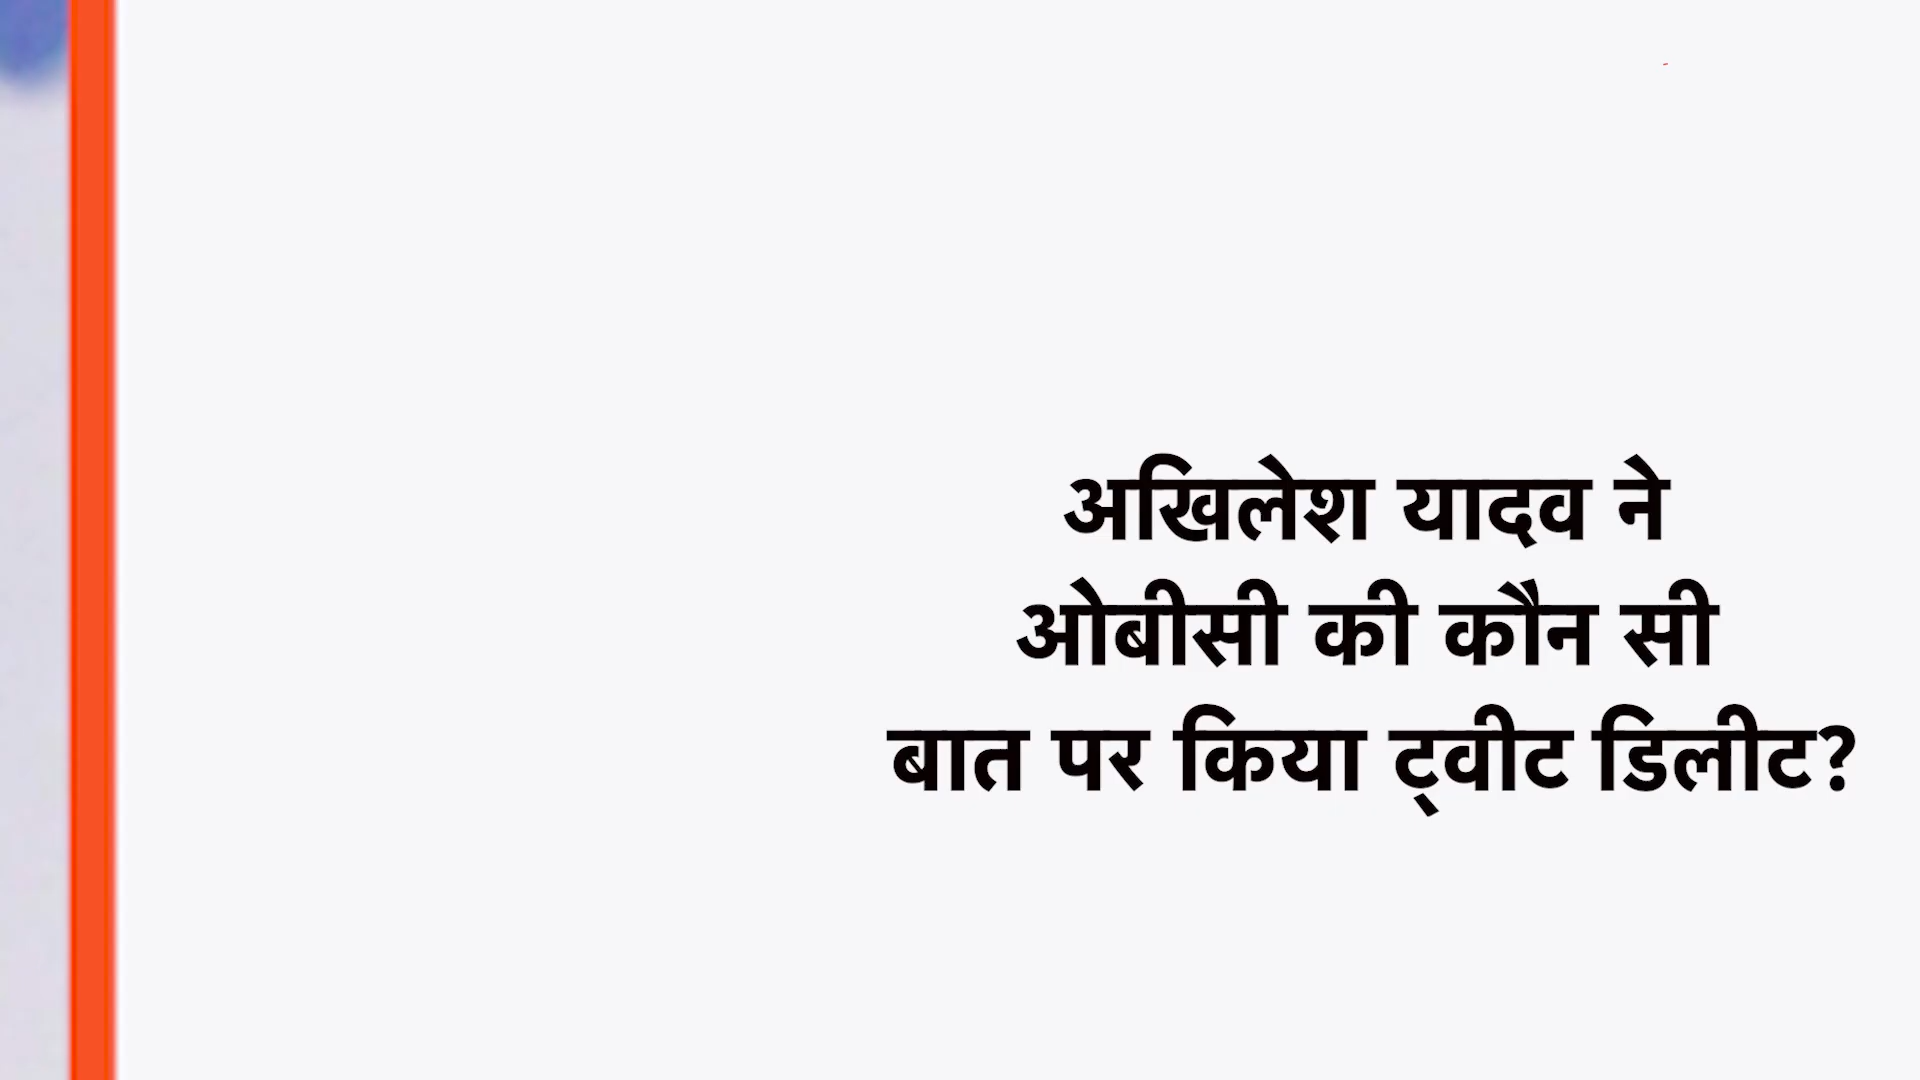 अखिलेश यादव ने
ओबीसी की कौन सी
बात पर किया ट्वीट डिलीट?